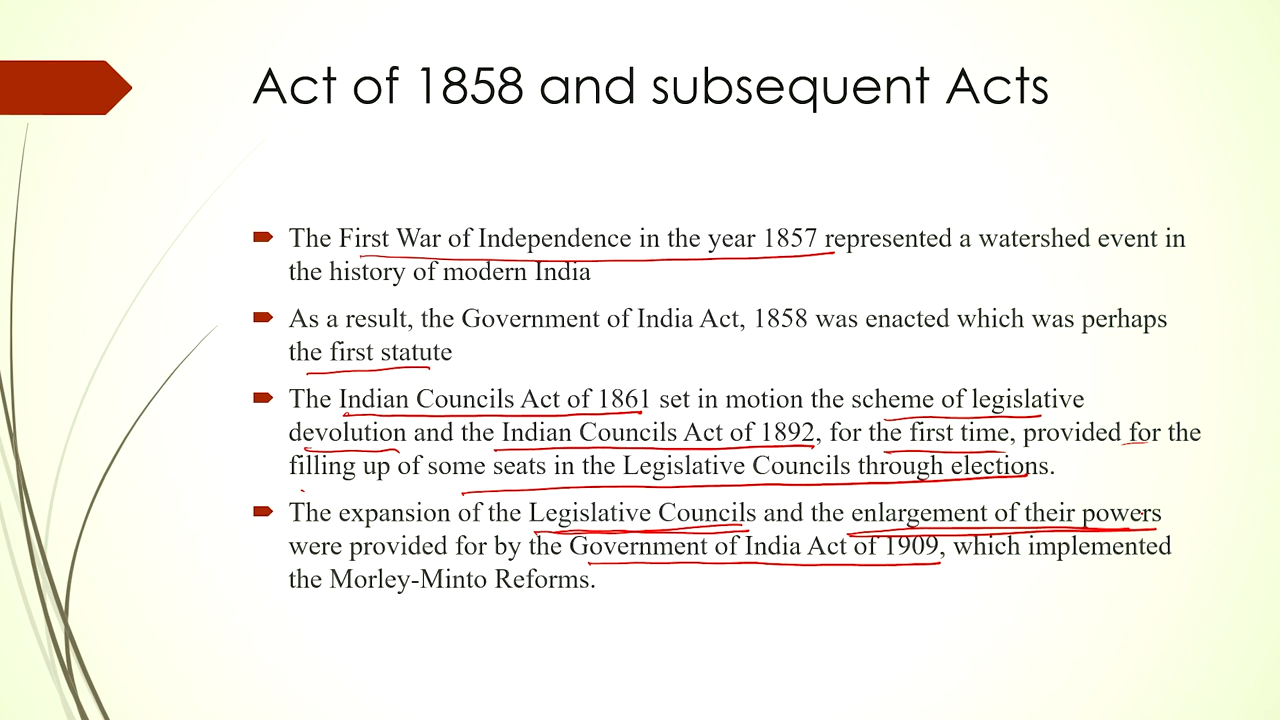 Act of 1858 and subsequent Acts
The First War of Independence in the year 1857 represented a watershed event in
the history of modern India
As a result, the Government of India Act, 1858 was enacted which was perhaps
the first statute
The Indian Councils Act of 1861 set in motion the scheme of legislative
devolution and the Indian Councils Act of 1892, for the first time, provided for the
filling up of some seats in the Legislative Councils through elections.
The expansion of the Legislative Councils and the enlargement of their powers
were provided for by the Government of India Act of 1909, which implemented
the Morley-Minto Reforms.